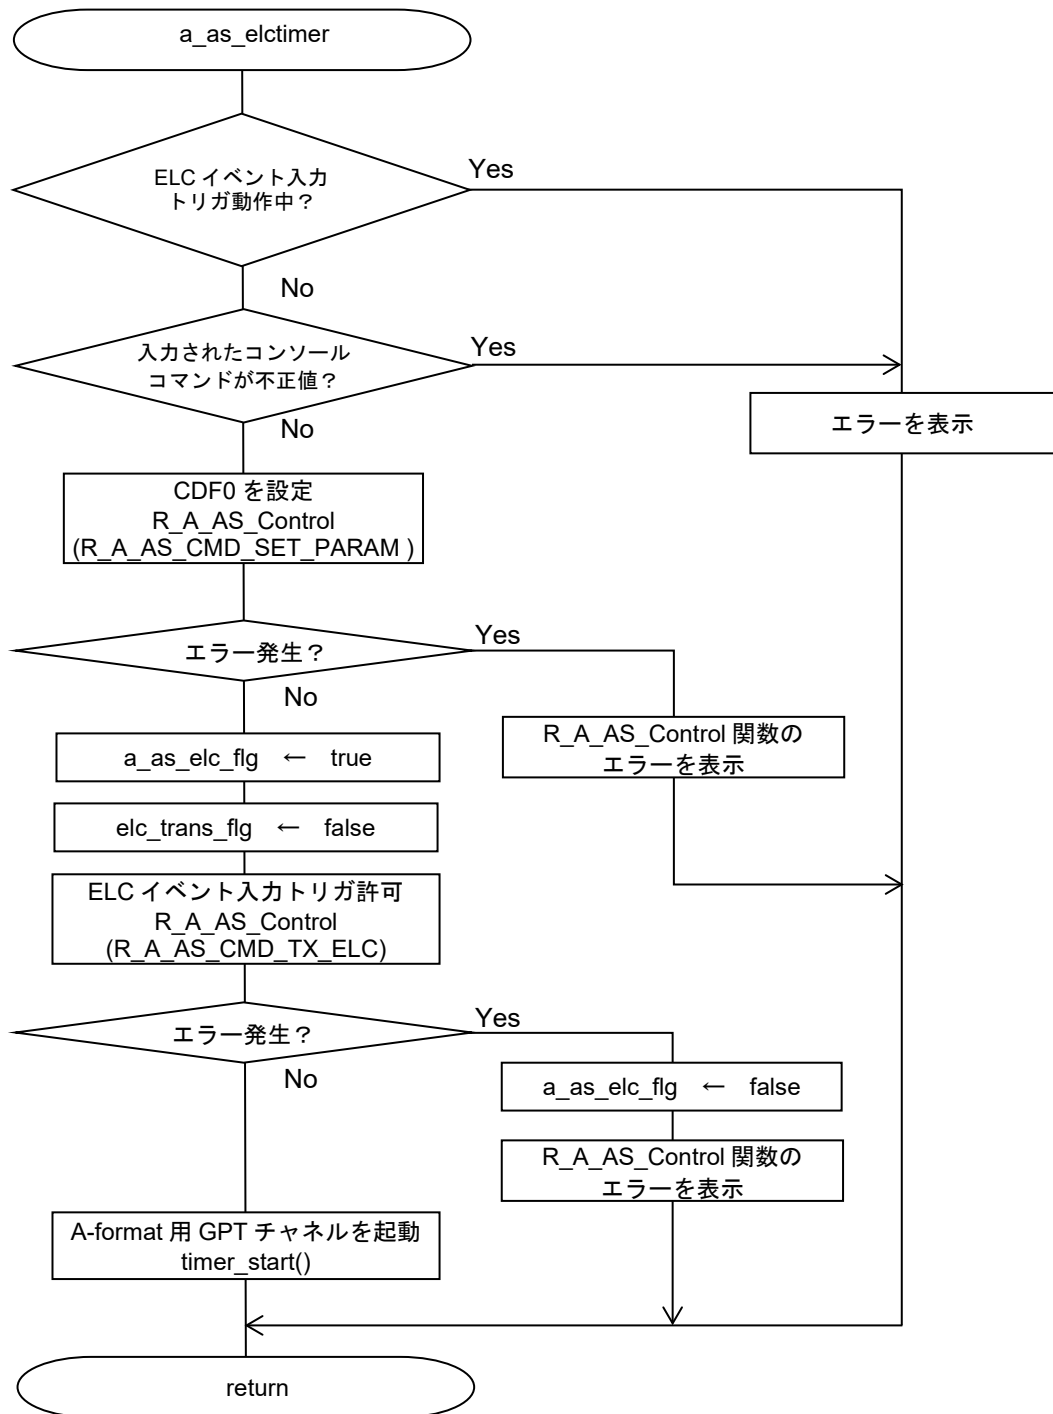 a_as_elctimer
ELC イベント入力
トリガ動作中？
Yes
No
入力されたコンソール
コマンドが不正値？
Yes
No
エラーを表示
CDF0 を設定
R_A_AS_Control
(R_A_AS_CMD_SET_PARAM )
エラー発生？
Yes
No
R_A_AS_Control 関数の
エラーを表示
a_as_elc_flg ← true
elc_trans_flg ← false
ELC イベント入力トリガ許可
R_A_AS_Control
(R_A_AS_CMD_TX_ELC)
エラー発生？
Yes
No
a_as_elc_flg ← false
R_A_AS_Control 関数の
エラーを表示
A-format 用 GPT チャネルを起動
timer_start()
return